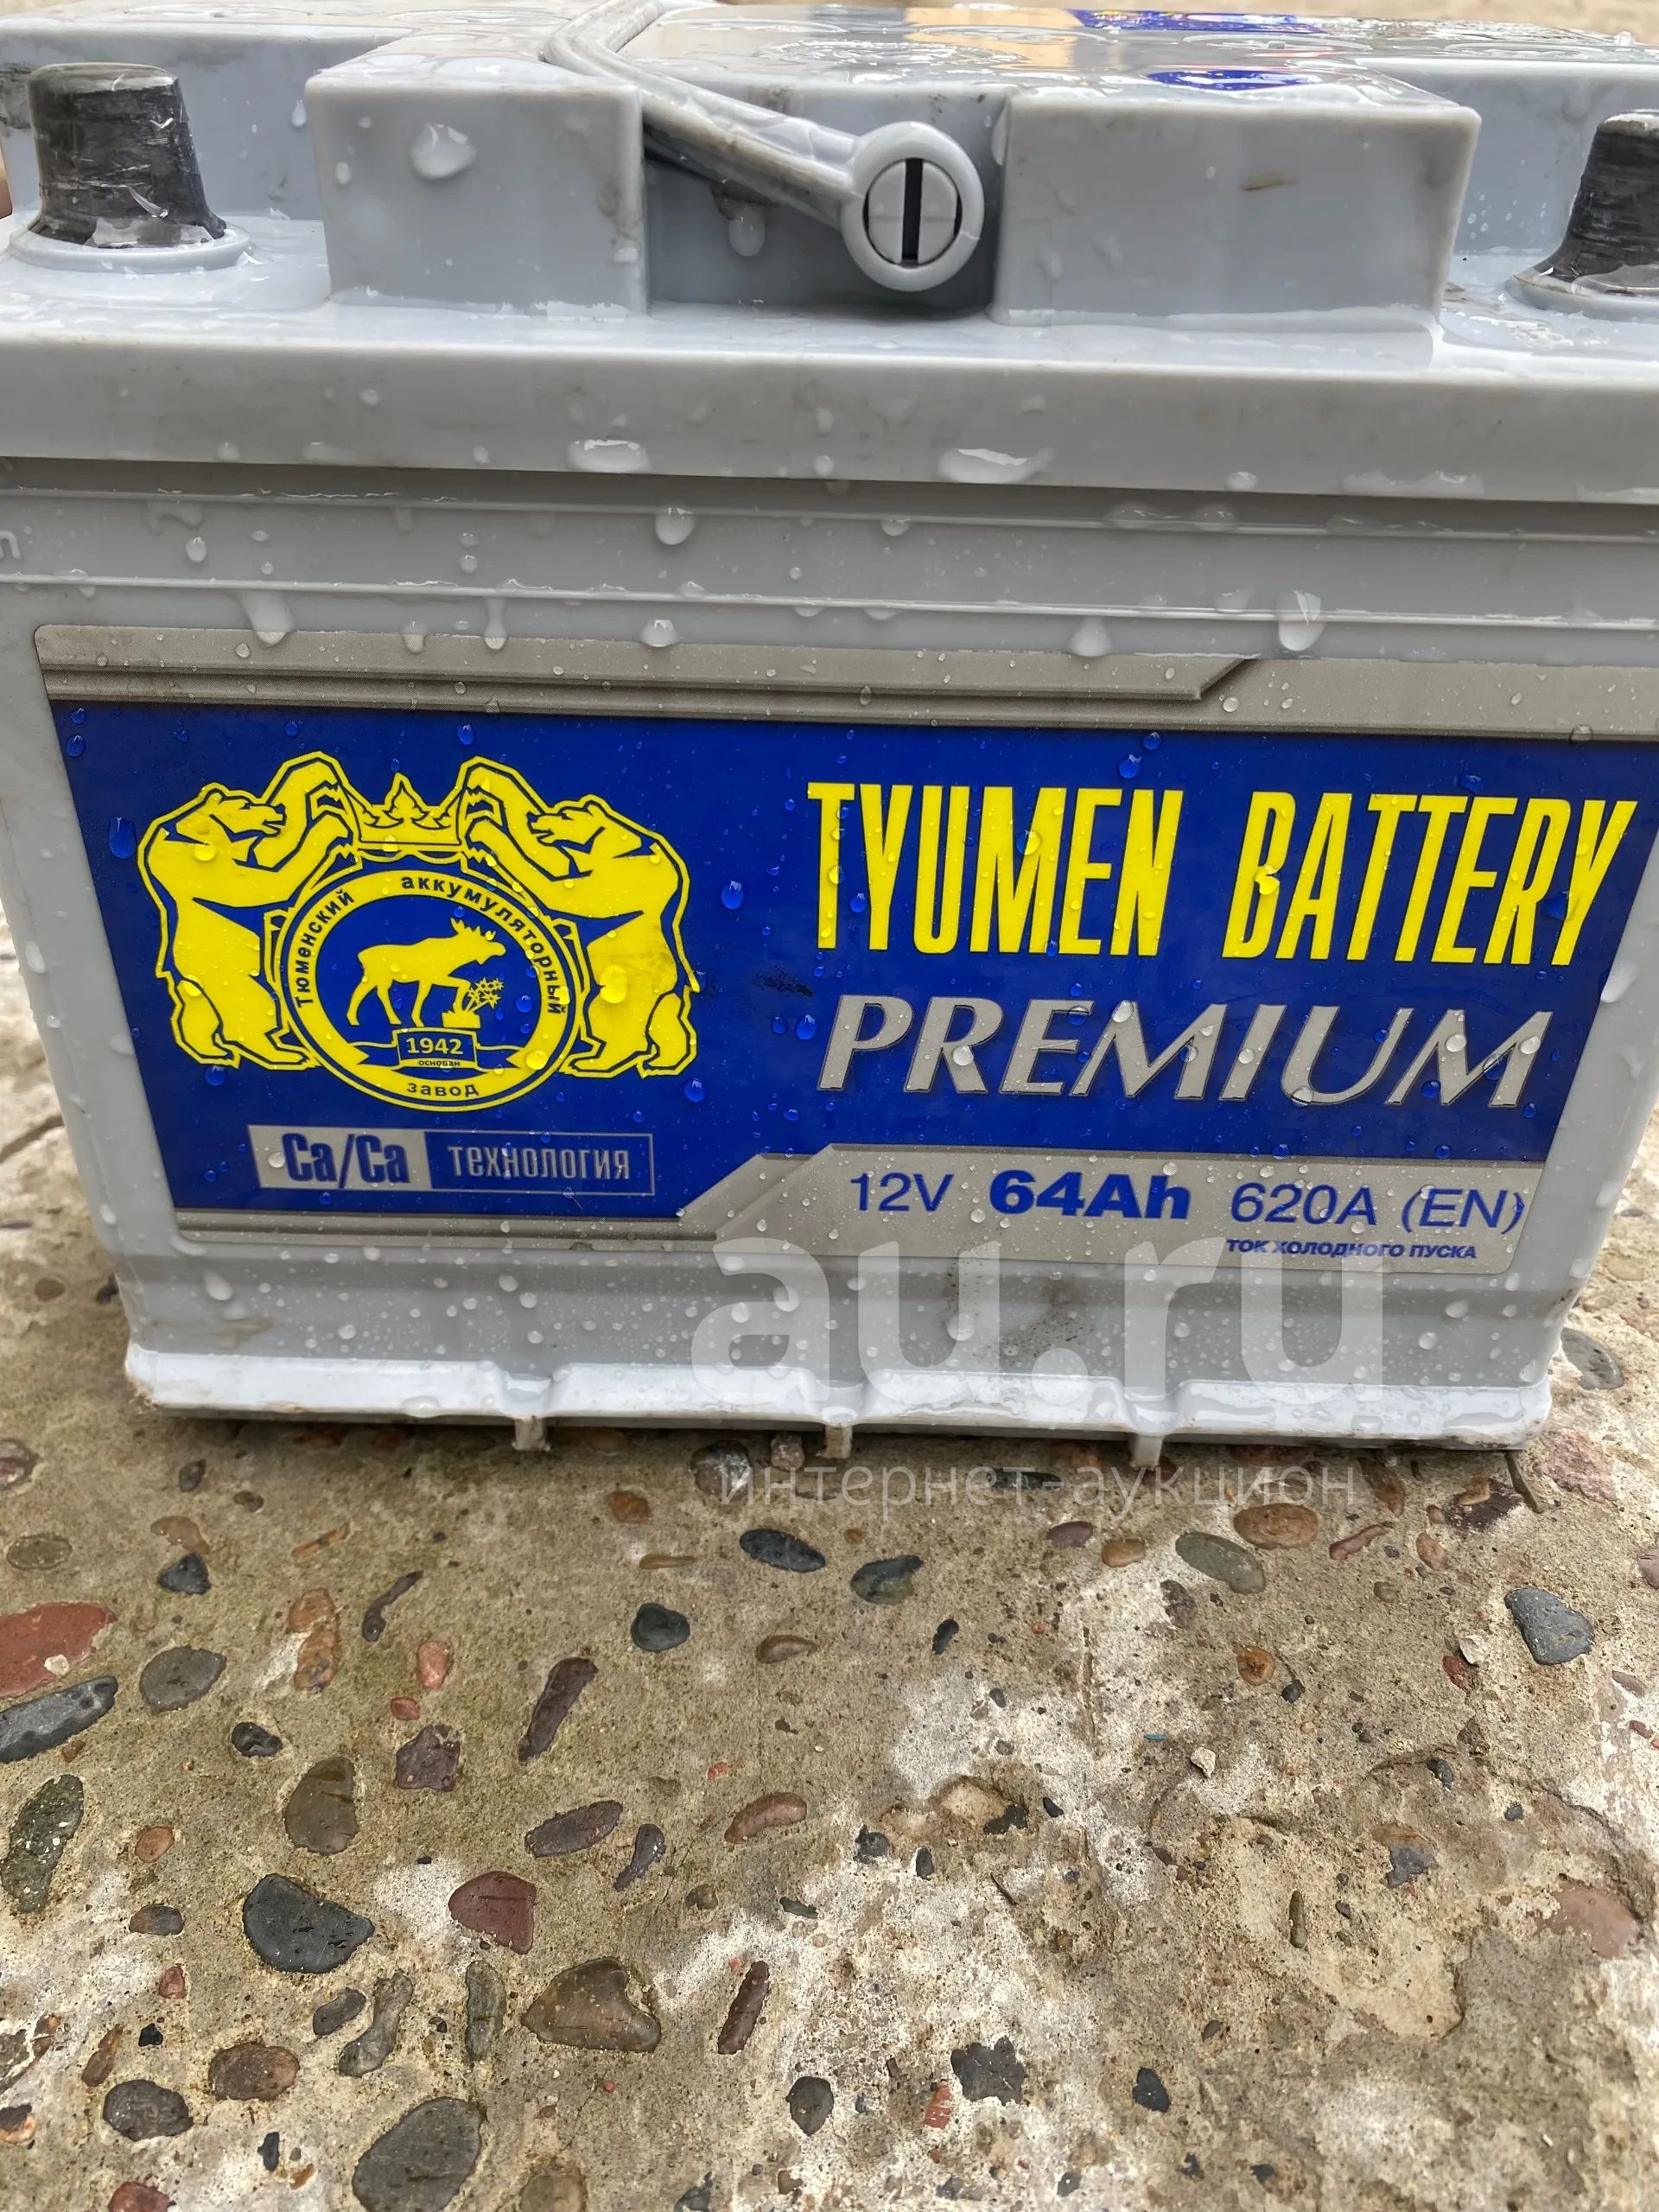 TYUMEN BATTERY
PREMIUM
Тюменский аккумуляторный
1942
основан
завод
Ca/Ca технология
12V 64Ah 620A (EN)
ТОК ХОЛОДНОГО ПУСКА
au.ru
интернет-аукцион